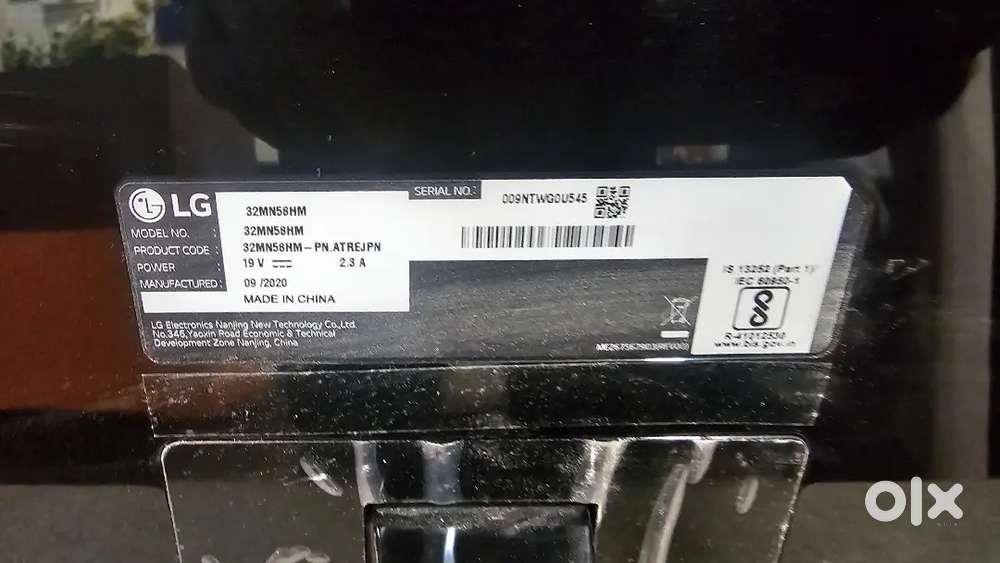 LG
32MN58HM
SERIAL NO.:
009NTWG0U545
MODEL NO. : 32MN58HM
PRODUCT CODE : 32MN58HM-PN.ATREJPN
POWER : 19 V 2.3 A
MANUFACTURED : 09 /2020
MADE IN CHINA
LG Electronics Nanjing New Technology Co.,Ltd.
No.346,Yaoxin Road Economic & Technical
Development Zone Nanjing, China
IS 13252 (Part 1)/
IEC 60950-1
R-41012530
www.bis.gov.in
olx